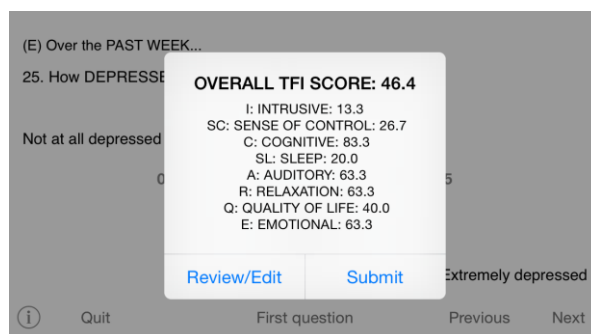 (E) Over the PAST WEEK...
25. How DEPRESSE
Not at all depressed
0
5
Extremely depressed
OVERALL TFI SCORE: 46.4
I: INTRUSIVE: 13.3
SC: SENSE OF CONTROL: 26.7
C: COGNITIVE: 83.3
SL: SLEEP: 20.0
A: AUDITORY: 63.3
R: RELAXATION: 63.3
Q: QUALITY OF LIFE: 40.0
E: EMOTIONAL: 63.3
Review/Edit Submit
i Quit First question Previous Next